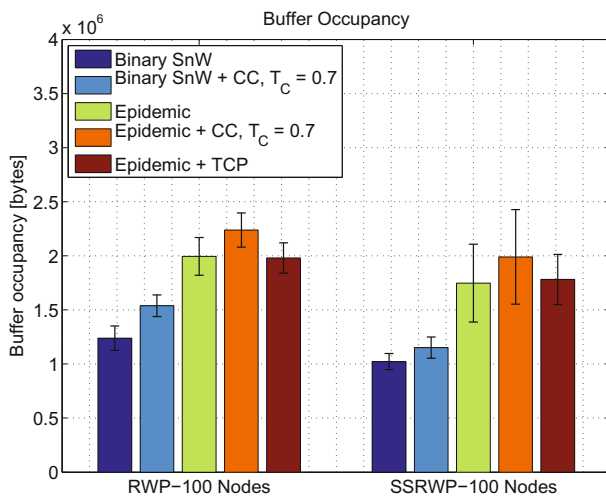 Buffer Occupancy
x 10^6
4
3.5
3
2.5
2
1.5
1
0.5
0
Buffer occupancy [bytes]
Binary SnW
Binary SnW + CC, T_C = 0.7
Epidemic
Epidemic + CC, T_C = 0.7
Epidemic + TCP
RWP−100 Nodes
SSRWP−100 Nodes